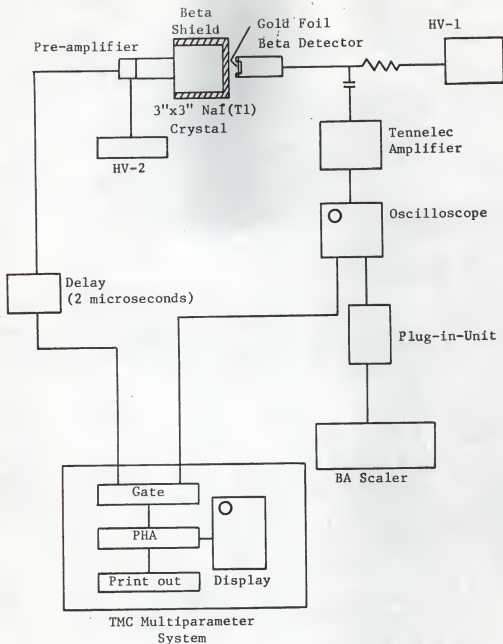 Beta
Shield
Gold Foil
Beta Detector
HV-1
Pre-amplifier
3"x3" NaI(Tl)
Crystal
HV-2
Tennelec
Amplifier
Oscilloscope
Delay
(2 microseconds)
Plug-in-Unit
BA Scaler
Gate
PHA
Print out
Display
TMC Multiparameter
System